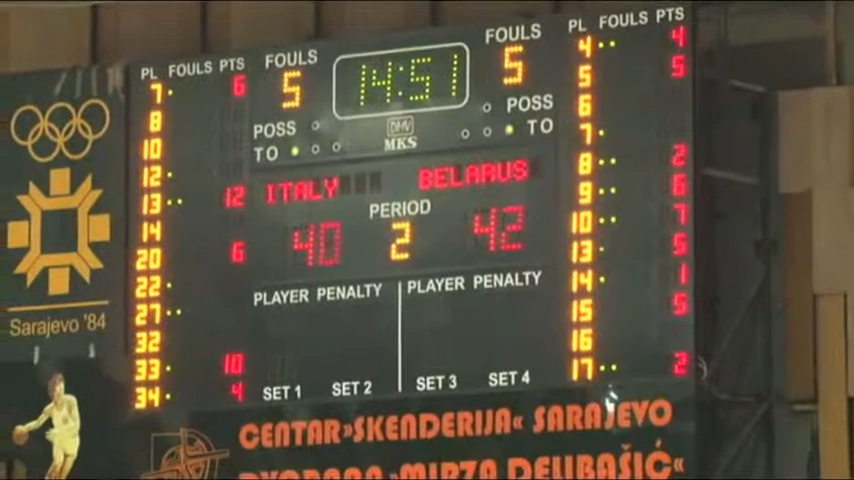 PL FOULS PTS
7 6
8
10
12
13 12
14
20 6
22
27
32
33 10
34 4
FOULS 5
14:51
FOULS 5
POSS
TO
DMV
MKS
POSS
TO
ITALY BELARUS
PERIOD
40 2 42
PLAYER PENALTY PLAYER PENALTY
SET 1 SET 2 SET 3 SET 4
PL FOULS PTS
4 4
5 5
6
7
8 2
9 6
10 7
13 5
14 1
15 5
16
17 2
Sarajevo '84
CENTAR »SKENDERIJA« SARAJEVO
DVORANA »MIRZA DELIBAŠIĆ«